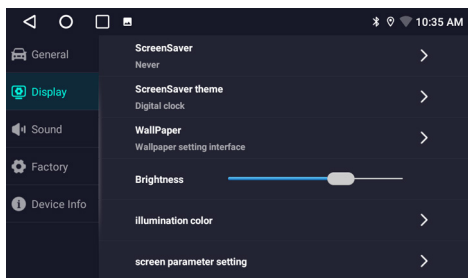 10:35 AM
General
Display
Sound
Factory
Device Info
ScreenSaver
Never
ScreenSaver theme
Digital clock
WallPaper
Wallpaper setting interface
Brightness
illumination color
screen parameter setting